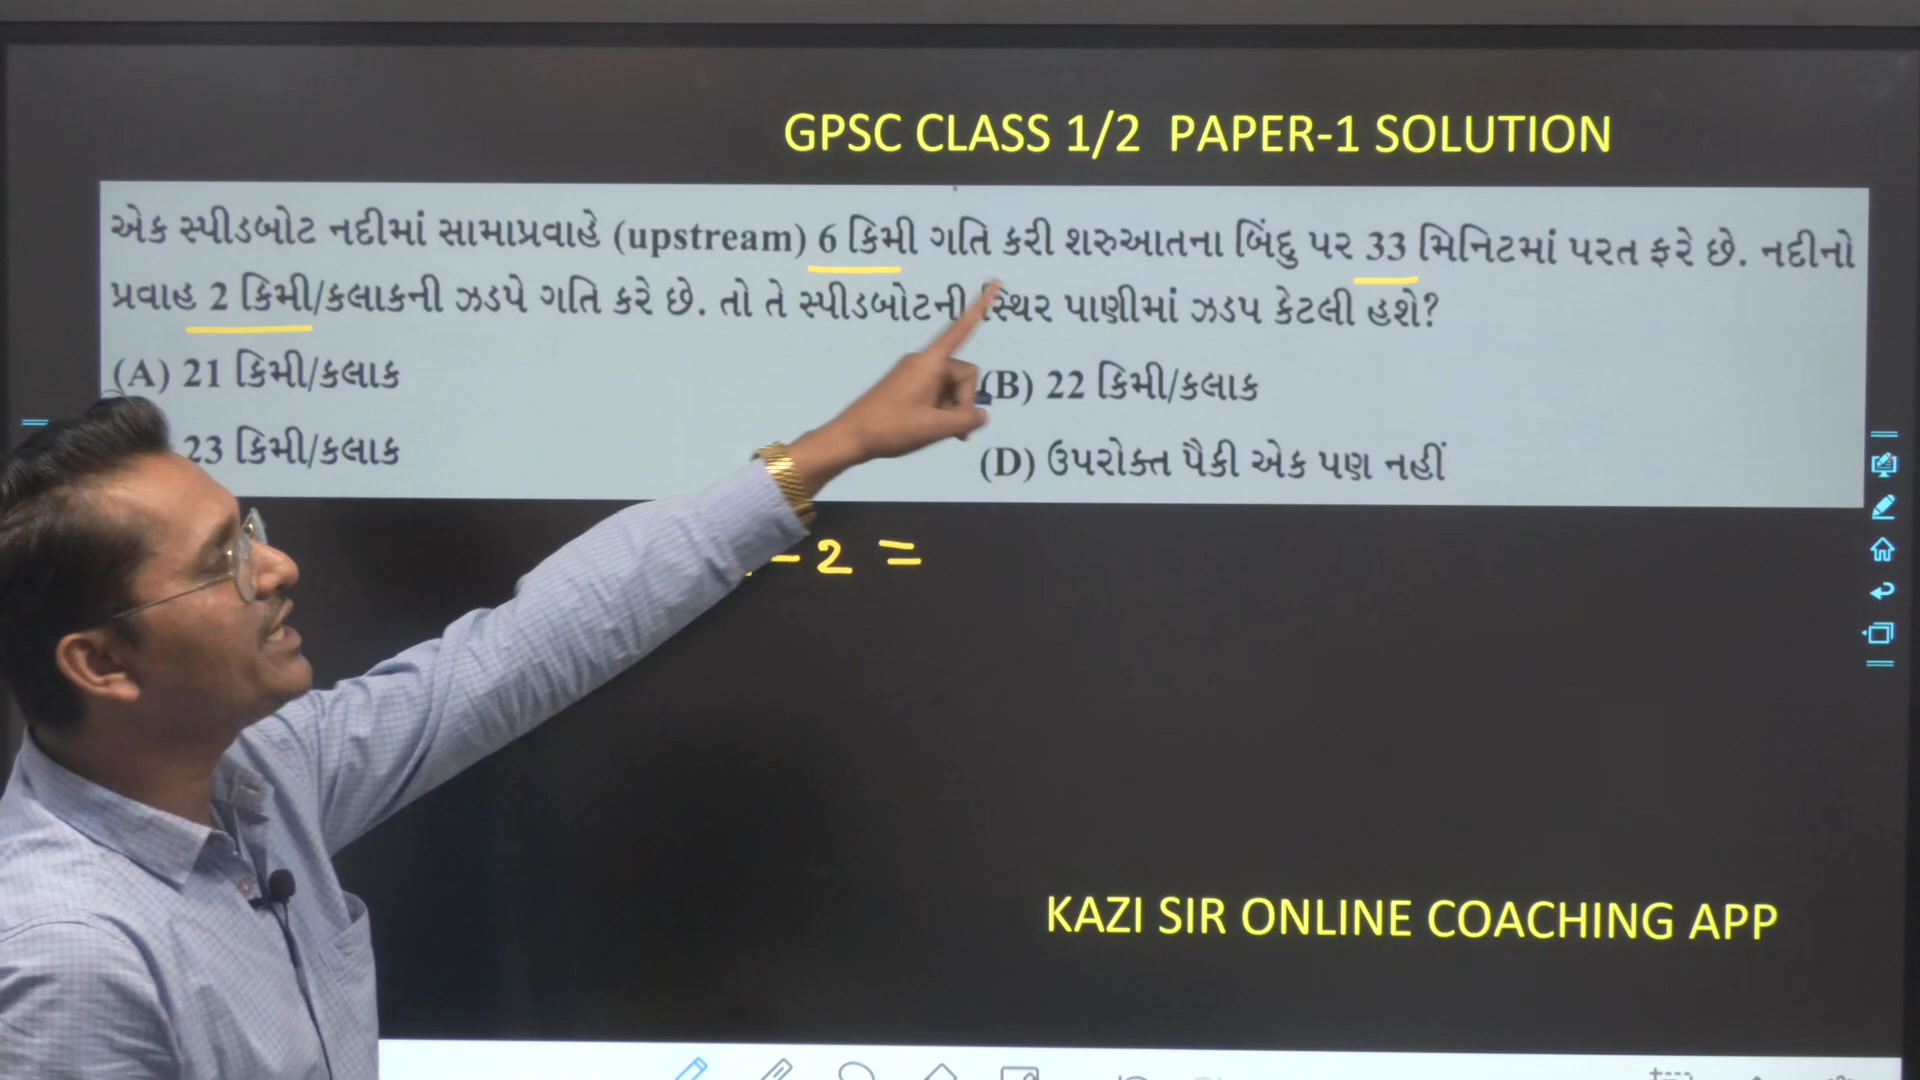 GPSC CLASS 1/2 PAPER-1 SOLUTION
એક સ્પીડબોટ નદીમાં સામાપ્રવાહે (upstream) 6 કિમી ગતિ કરી શરુઆતના બિંદુ પર 33 મિનિટમાં પરત ફરે છે. નદીનો
પ્રવાહ 2 કિમી/કલાકની ઝડપે ગતિ કરે છે. તો તે સ્પીડબોટની સ્થિર પાણીમાં ઝડપ કેટલી હશે?
(A) 21 કિમી/કલાક (B) 22 કિમી/કલાક
23 કિમી/કલાક (D) ઉપરોક્ત પૈકી એક પણ નહીં
- 2 =
KAZI SIR ONLINE COACHING APP